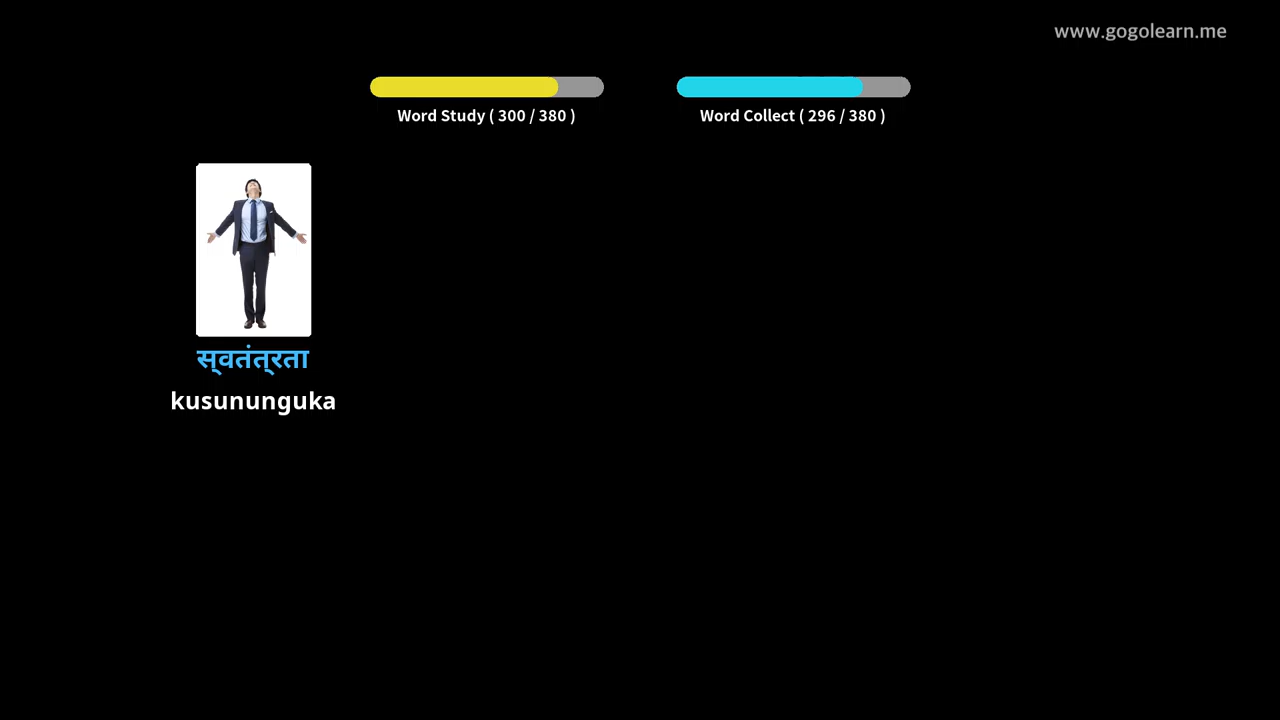 www.gogolearn.me
Word Study ( 300 / 380 )
Word Collect ( 296 / 380 )
स्वतंत्रता
kusununguka